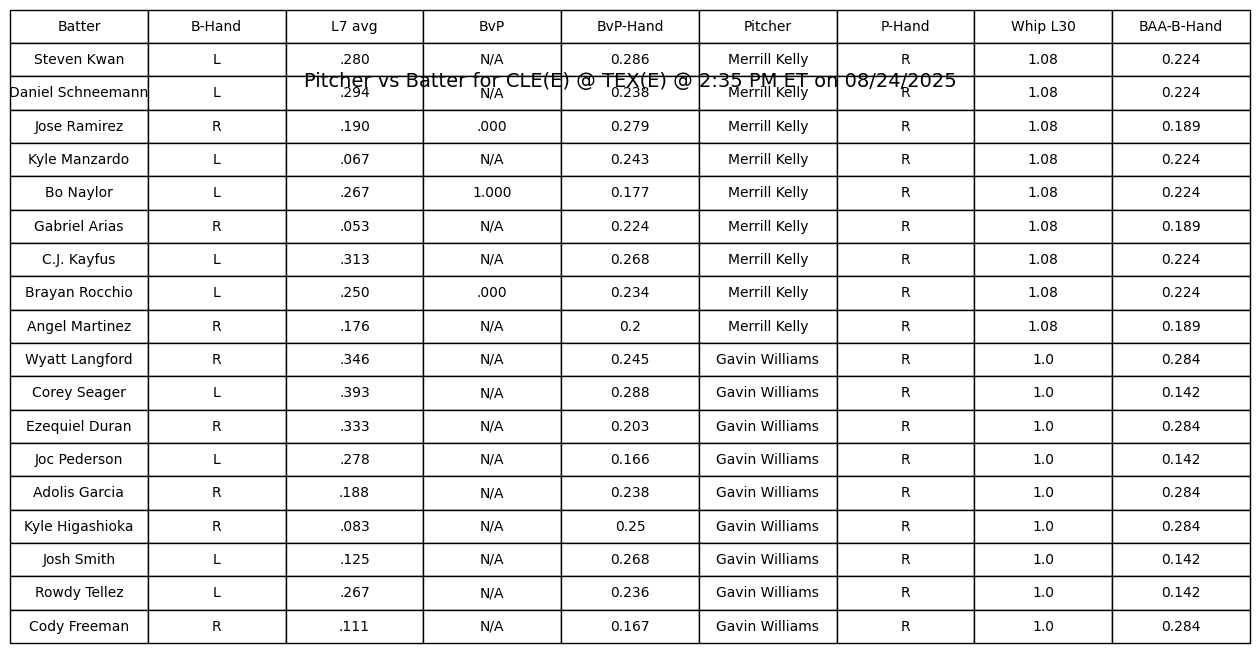 Batter B-Hand L7 avg BvP BvP-Hand Pitcher P-Hand Whip L30 BAA-B-Hand
Steven Kwan L .280 N/A 0.286 Merrill Kelly R 1.08 0.224
Pitcher vs Batter for CLE(E) @ TEX(E) @ 2:35 PM ET on 08/24/2025
Daniel Schneemann L .294 N/A 0.238 Merrill Kelly R 1.08 0.224
Jose Ramirez R .190 .000 0.279 Merrill Kelly R 1.08 0.189
Kyle Manzardo L .067 N/A 0.243 Merrill Kelly R 1.08 0.224
Bo Naylor L .267 1.000 0.177 Merrill Kelly R 1.08 0.224
Gabriel Arias R .053 N/A 0.224 Merrill Kelly R 1.08 0.189
C.J. Kayfus L .313 N/A 0.268 Merrill Kelly R 1.08 0.224
Brayan Rocchio L .250 .000 0.234 Merrill Kelly R 1.08 0.224
Angel Martinez R .176 N/A 0.2 Merrill Kelly R 1.08 0.189
Wyatt Langford R .346 N/A 0.245 Gavin Williams R 1.0 0.284
Corey Seager L .393 N/A 0.288 Gavin Williams R 1.0 0.142
Ezequiel Duran R .333 N/A 0.203 Gavin Williams R 1.0 0.284
Joc Pederson L .278 N/A 0.166 Gavin Williams R 1.0 0.142
Adolis Garcia R .188 N/A 0.238 Gavin Williams R 1.0 0.284
Kyle Higashioka R .083 N/A 0.25 Gavin Williams R 1.0 0.284
Josh Smith L .125 N/A 0.268 Gavin Williams R 1.0 0.142
Rowdy Tellez L .267 N/A 0.236 Gavin Williams R 1.0 0.142
Cody Freeman R .111 N/A 0.167 Gavin Williams R 1.0 0.284